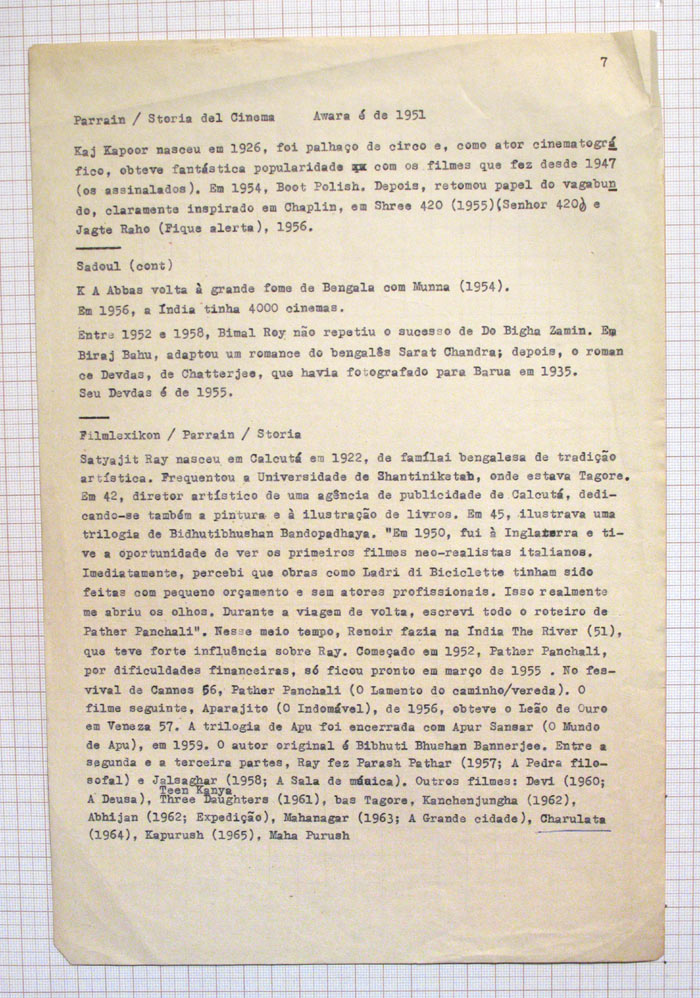 7
Parrain / Storia del Cinema Awara é de 1951
Kaj Kapoor nasceu em 1926, foi palhaço de circo e, como ator cinematográ
fico, obteve fantástica popularidade xx com os filmes que fez desde 1947
(os assinalados). Em 1954, Boot Polish. Depois, retomou papel do vagabun
do, claramente inspirado em Chaplin, em Shree 420 (1955)(Senhor 420) e
Jagte Raho (Fique alerta), 1956.
Sadoul (cont)
K A Abbas volta à grande fome de Bengala com Munna (1954).
Em 1956, a Índia tinha 4000 cinemas.
Entre 1952 e 1958, Bimal Roy não repetiu o sucesso de Do Bigha Zamin. Em
Biraj Bahu, adaptou um romance do bengalês Sarat Chandra; depois, o roman
ce Devdas, de Chatterjee, que havia fotografado para Barua em 1935.
Seu Devdas é de 1955.
Filmlexikon / Parrain / Storia
Satyajit Ray nasceu em Calcutá em 1922, de famílai bengalesa de tradição
artística. Frequentou a Universidade de Shantiniketah, onde estava Tagore.
Em 42, diretor artístico de uma agência de publicidade de Calcutá, dedi-
cando-se também a pintura e à ilustração de livros. Em 45, ilustrava uma
trilogia de Bidhutibhushan Bandopadhaya. "Em 1950, fui à Inglaterra e ti-
ve a oportunidade de ver os primeiros filmes neo-realistas italianos.
Imediatamente, percebi que obras como Ladri di Biciclette tinham sido
feitas com pequeno orçamento e sem atores profissionais. Isso realmente
me abriu os olhos. Durante a viagem de volta, escrevi todo o roteiro de
Pather Panchali". Nesse meio tempo, Renoir fazia na Índia The River (51),
que teve forte influência sobre Ray. Começado em 1952, Pather Panchali,
por dificuldades financeiras, só ficou pronto em março de 1955 . No fes-
vival de Cannes 56, Pather Panchali (O Lamento do caminho/vereda). O
filme seguinte, Aparajito (O Indomável), de 1956, obteve o Leão de Ouro
em Veneza 57. A trilogia de Apu foi encerrada com Apur Sansar (O Mundo
de Apu), em 1959. O autor original é Bibhuti Bhushan Bannerjee. Entre a
segunda e a terceira partes, Ray fez Parash Pathar (1957; A Pedra filo-
sofal) e Jalsaghar (1958; A Sala de música). Outros filmes: Devi (1960;
Teen Kanya
A Deusa), Three Daughters (1961), bas Tagore, Kanchenjungha (1962),
Abhijan (1962; Expedição), Mahanagar (1963; A Grande cidade), Charulata
(1964), Kapurush (1965), Maha Purush